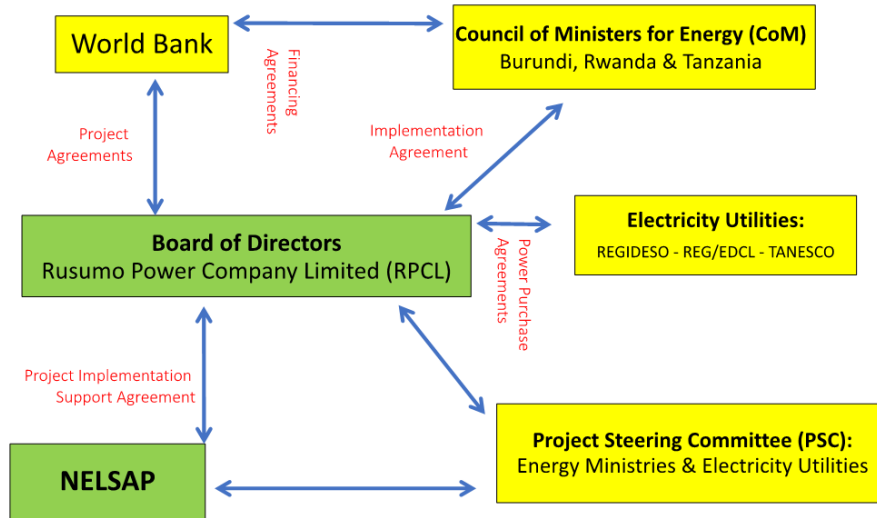 World Bank
Council of Ministers for Energy (CoM)
Burundi, Rwanda & Tanzania
Financing
Agreements
Project
Agreements
Implementation
Agreement
Board of Directors
Rusumo Power Company Limited (RPCL)
Power Purchase
Agreements
Electricity Utilities:
REGIDESO - REG/EDCL - TANESCO
Project Implementation
Support Agreement
NELSAP
Project Steering Committee (PSC):
Energy Ministries & Electricity Utilities